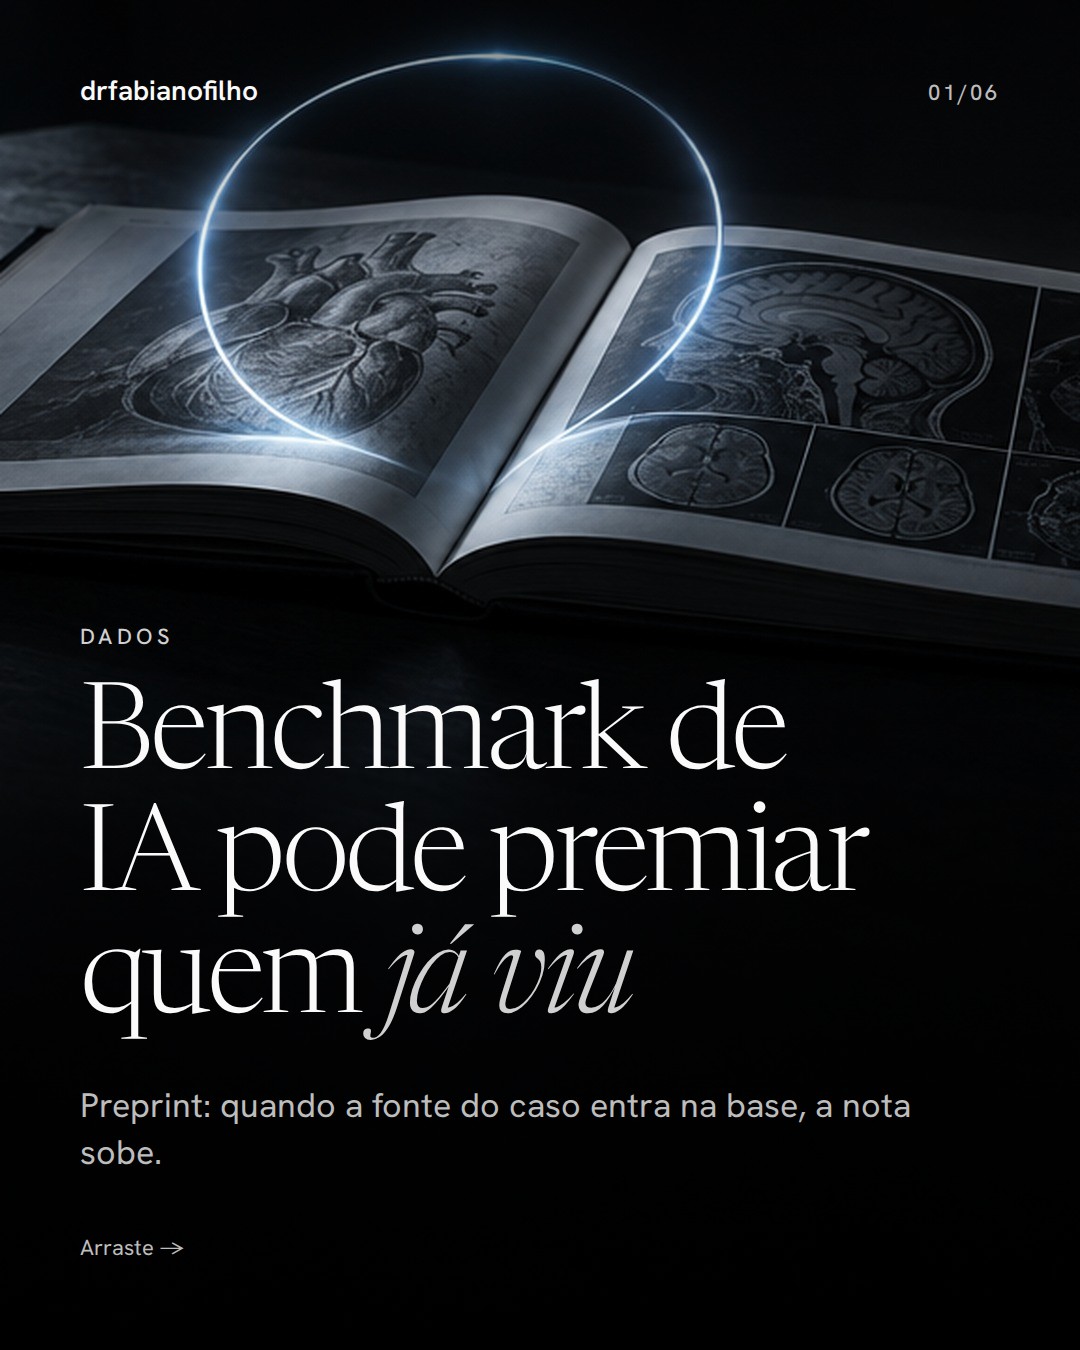 drfabianofilho
01/06
DADOS
Benchmark de
IA pode premiar
quem já viu
Preprint: quando a fonte do caso entra na base, a nota
sobe.
Arraste →